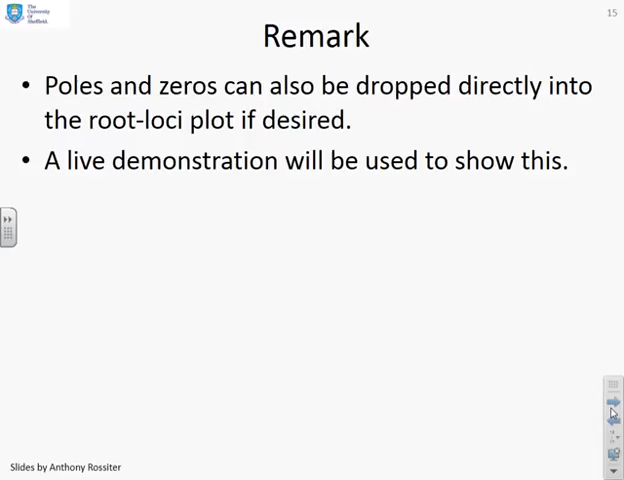 The
University
Of
Sheffield.
15
Remark
• Poles and zeros can also be dropped directly into
the root-loci plot if desired.
• A live demonstration will be used to show this.
Slides by Anthony Rossiter